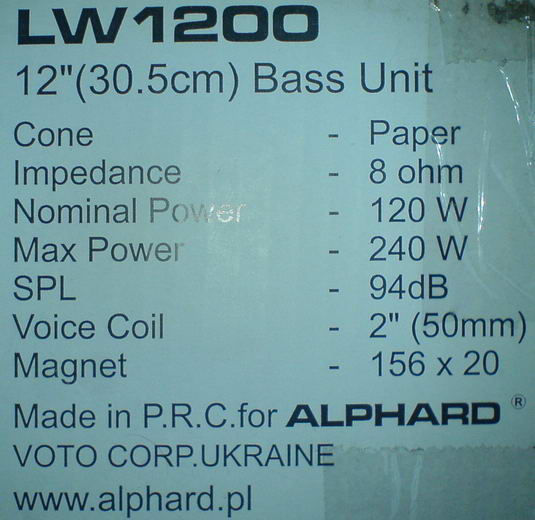 LW1200
12"(30.5cm) Bass Unit
Cone - Paper
Impedance - 8 ohm
Nominal Power - 120 W
Max Power - 240 W
SPL - 94dB
Voice Coil - 2" (50mm)
Magnet - 156 x 20
Made in P.R.C.for ALPHARD ®
VOTO CORP.UKRAINE
www.alphard.pl